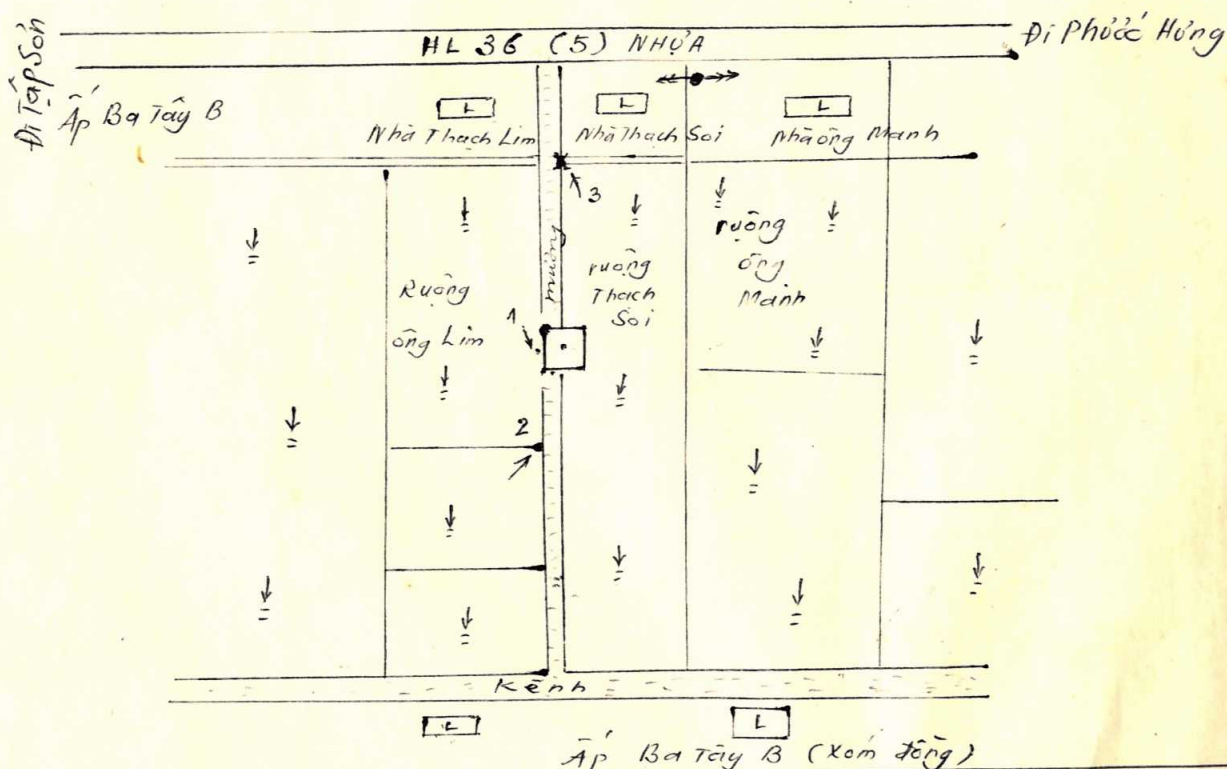 Đi Tập Sơn
HL 36 (5) NHỰA
Đi Phước Hưng
Ấp Ba Tây B
L
L
L
Nhà Thạch Lim
Nhà Thạch Soi
Nhà ông Mành
3
mương
Ruộng
ông Lim
ruộng
Thạch
Soi
ruộng
ông
Mành
1
2
Kênh
L
L
Ấp Ba Tây B (Xóm đồng)